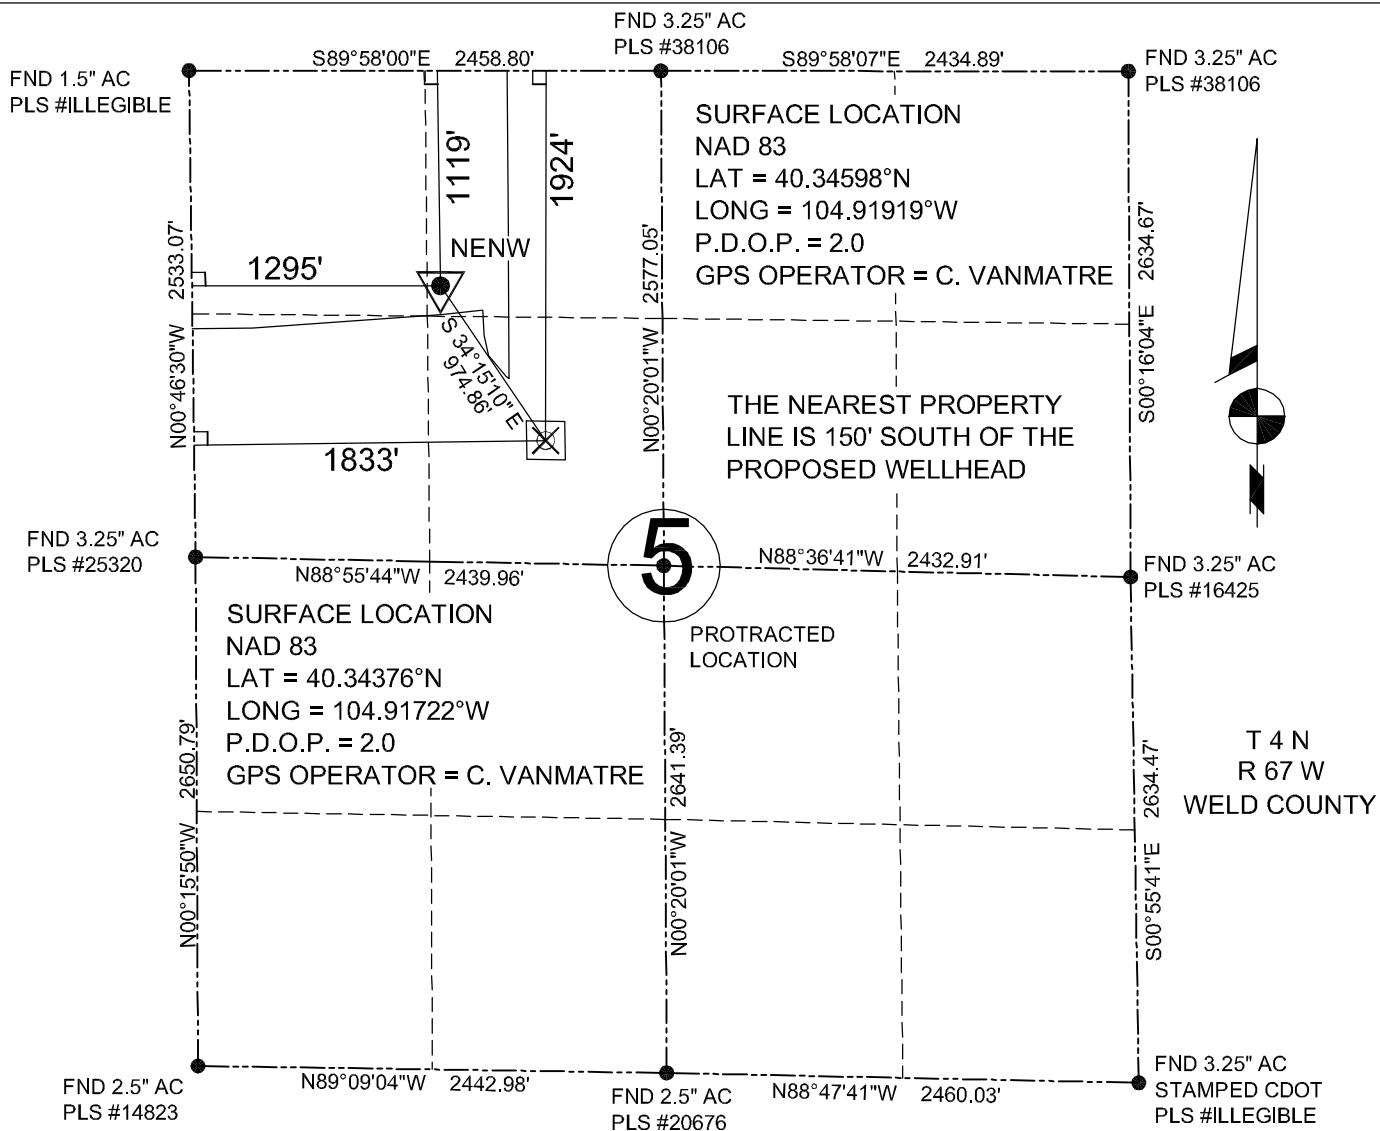 FND 3.25" AC
PLS #38106
S89°58'00"E 2458.80'
S89°58'07"E 2434.89'
FND 3.25" AC
PLS #38106
FND 1.5" AC
PLS #ILLEGIBLE
SURFACE LOCATION
NAD 83
LAT = 40.34598°N
LONG = 104.91919°W
P.D.O.P. = 2.0
GPS OPERATOR = C. VANMATRE
1119'
1924'
NENW
1295'
N00°46'30"W 2533.07'
N00°20'01"W 2577.05'
S00°16'04"E 2634.67'
S 34°15'10" E
974.86'
1833'
THE NEAREST PROPERTY
LINE IS 150' SOUTH OF THE
PROPOSED WELLHEAD
FND 3.25" AC
PLS #25320
5
N88°55'44"W 2439.96'
N88°36'41"W 2432.91'
FND 3.25" AC
PLS #16425
SURFACE LOCATION
NAD 83
LAT = 40.34376°N
LONG = 104.91722°W
P.D.O.P. = 2.0
GPS OPERATOR = C. VANMATRE
PROTRACTED
LOCATION
N00°15'50"W 2650.79'
N00°20'01"W 2641.39'
S00°55'41"E 2634.47'
T 4 N
R 67 W
WELD COUNTY
FND 2.5" AC
PLS #14823
N89°09'04"W 2442.98'
FND 2.5" AC
PLS #20676
N88°47'41"W 2460.03'
FND 3.25" AC
STAMPED CDOT
PLS #ILLEGIBLE